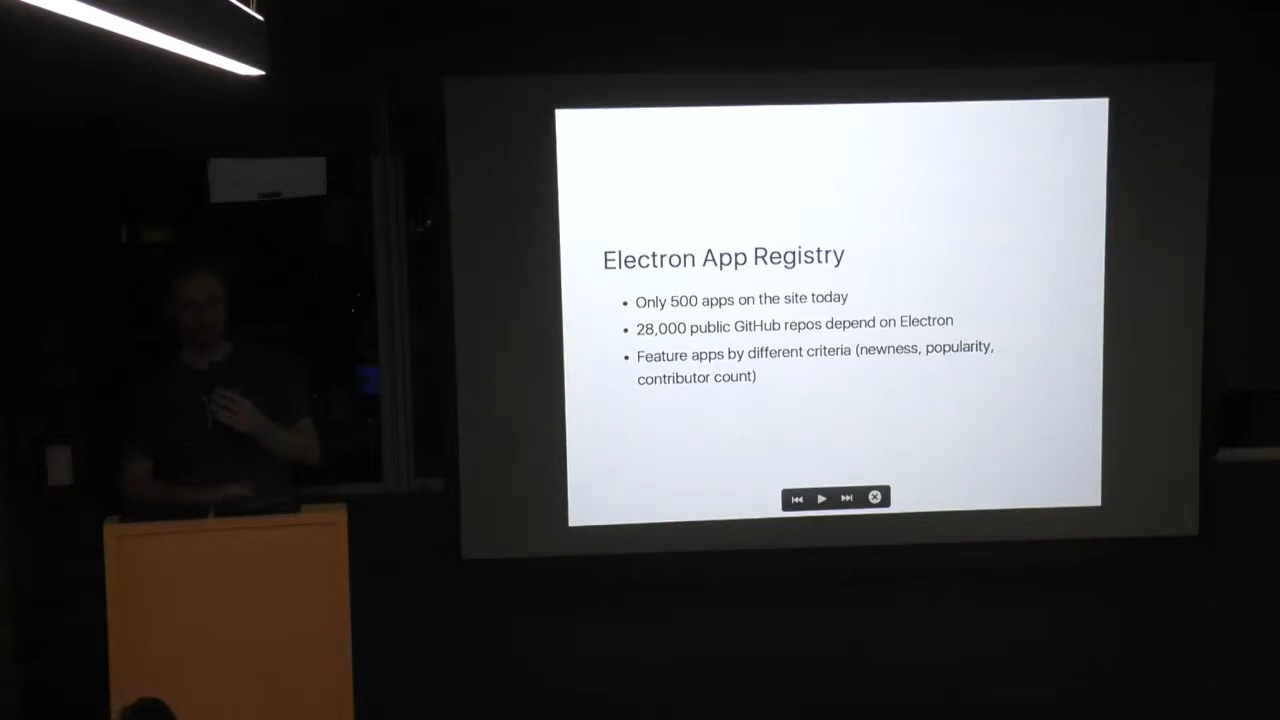 Electron App Registry
• Only 500 apps on the site today
• 28,000 public GitHub repos depend on Electron
• Feature apps by different criteria (newness, popularity,
contributor count)